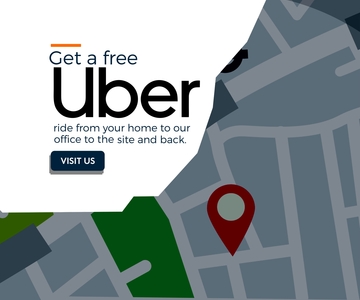 Get a free
Uber
ride from your home to our
office to the site and back.
VISIT US